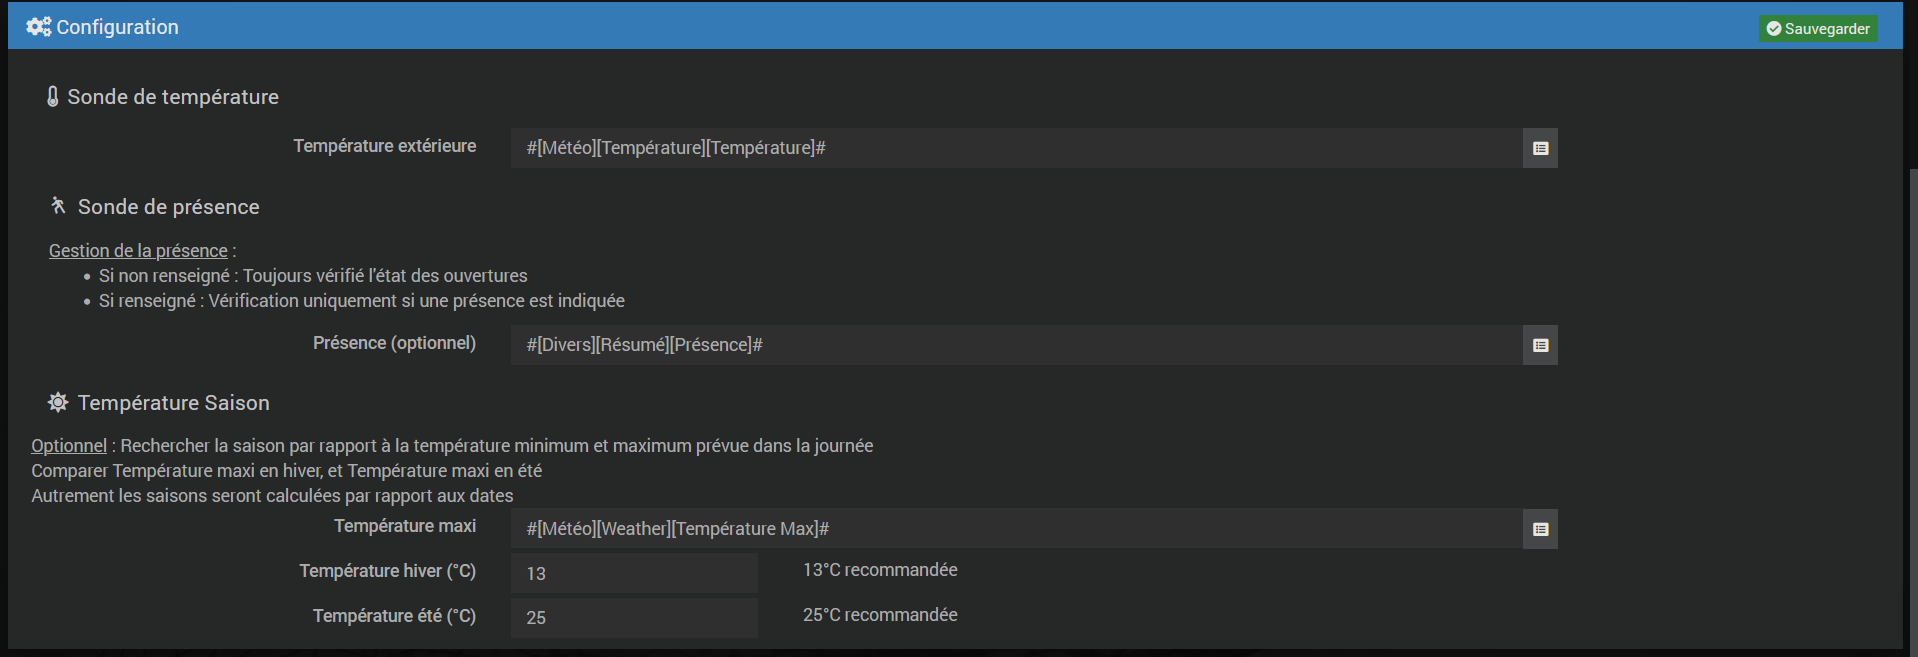 Configuration
Sauvegarder
Sonde de température
Température extérieure
#[Météo][Température][Température]#
Sonde de présence
Gestion de la présence :
Si non renseigné : Toujours vérifié l'état des ouvertures
Si renseigné : Vérification uniquement si une présence est indiquée
Présence (optionnel)
#[Divers][Résumé][Présence]#
Température Saison
Optionnel : Rechercher la saison par rapport à la température minimum et maximum prévue dans la journée
Comparer Température maxi en hiver, et Température maxi en été
Autrement les saisons seront calculées par rapport aux dates
Température maxi
#[Météo][Weather][Température Max]#
Température hiver (°C)
13
13°C recommandée
Température été (°C)
25
25°C recommandée